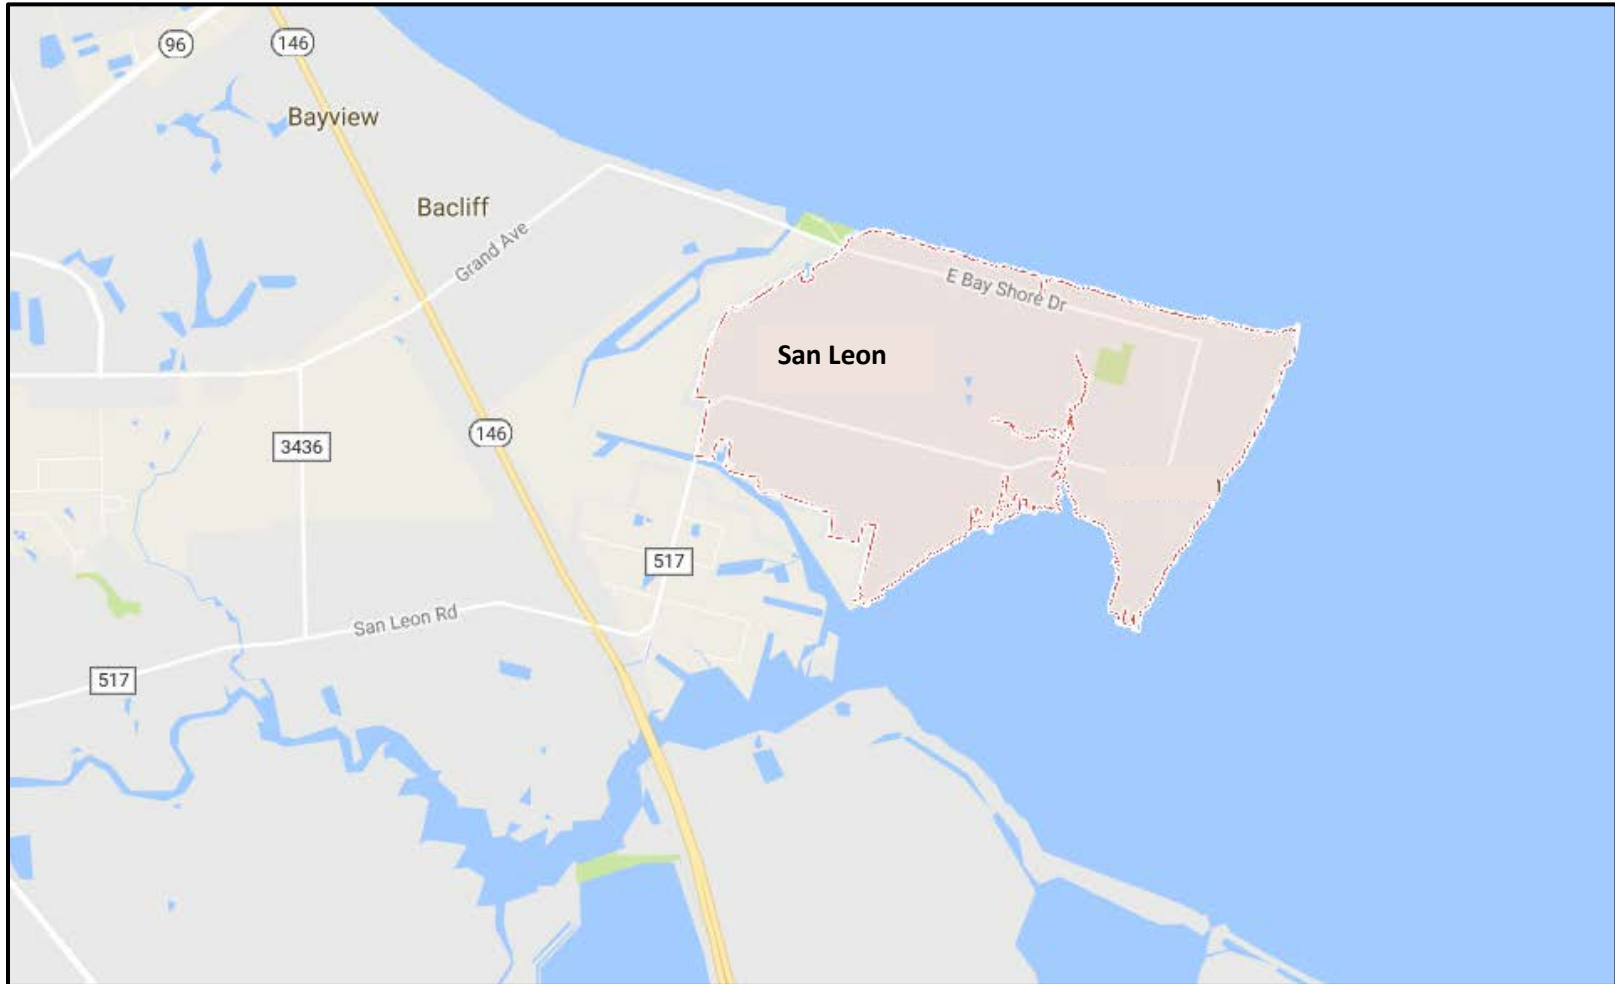 96
146
Bayview
Bacliff
Grand Ave
E Bay Shore Dr
San Leon
3436
146
517
San Leon Rd
517